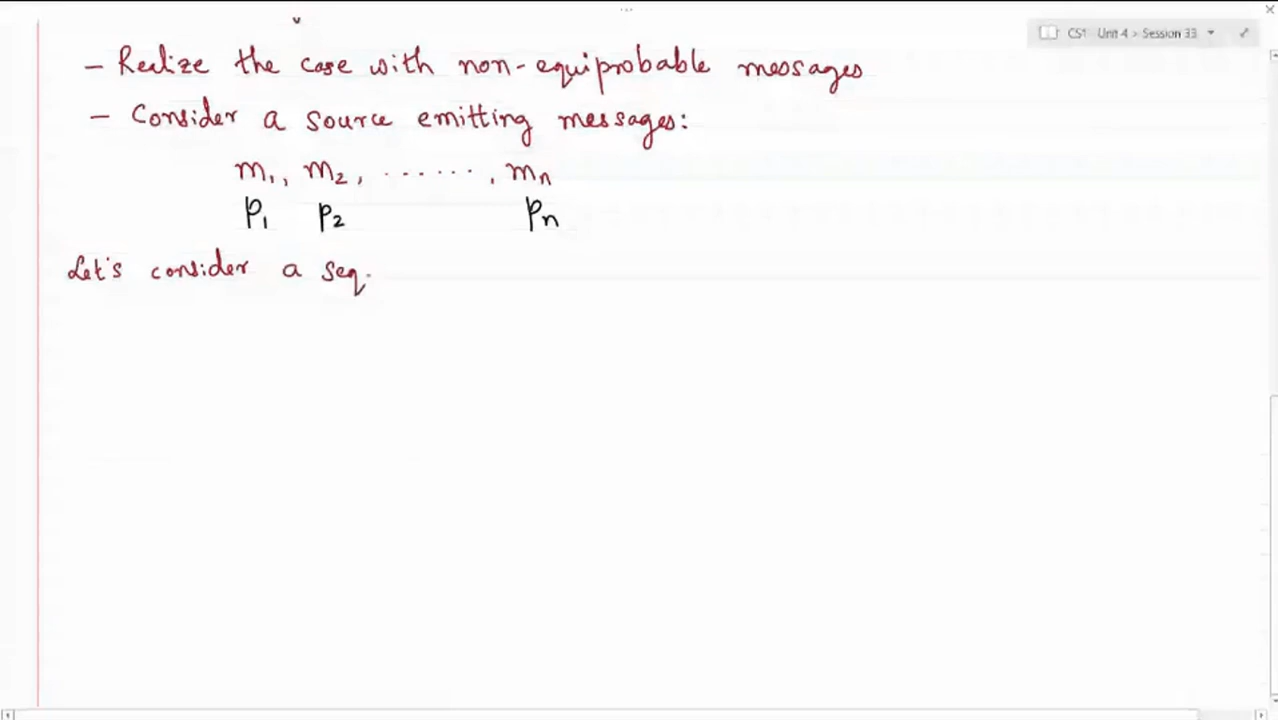 CS1 Unit 4 > Session 33
– Realize the case with non-equiprobable messages
– Consider a source emitting messages:
m₁, m₂, ......, mₙ
p₁ p₂ pₙ
Let's consider a seq.